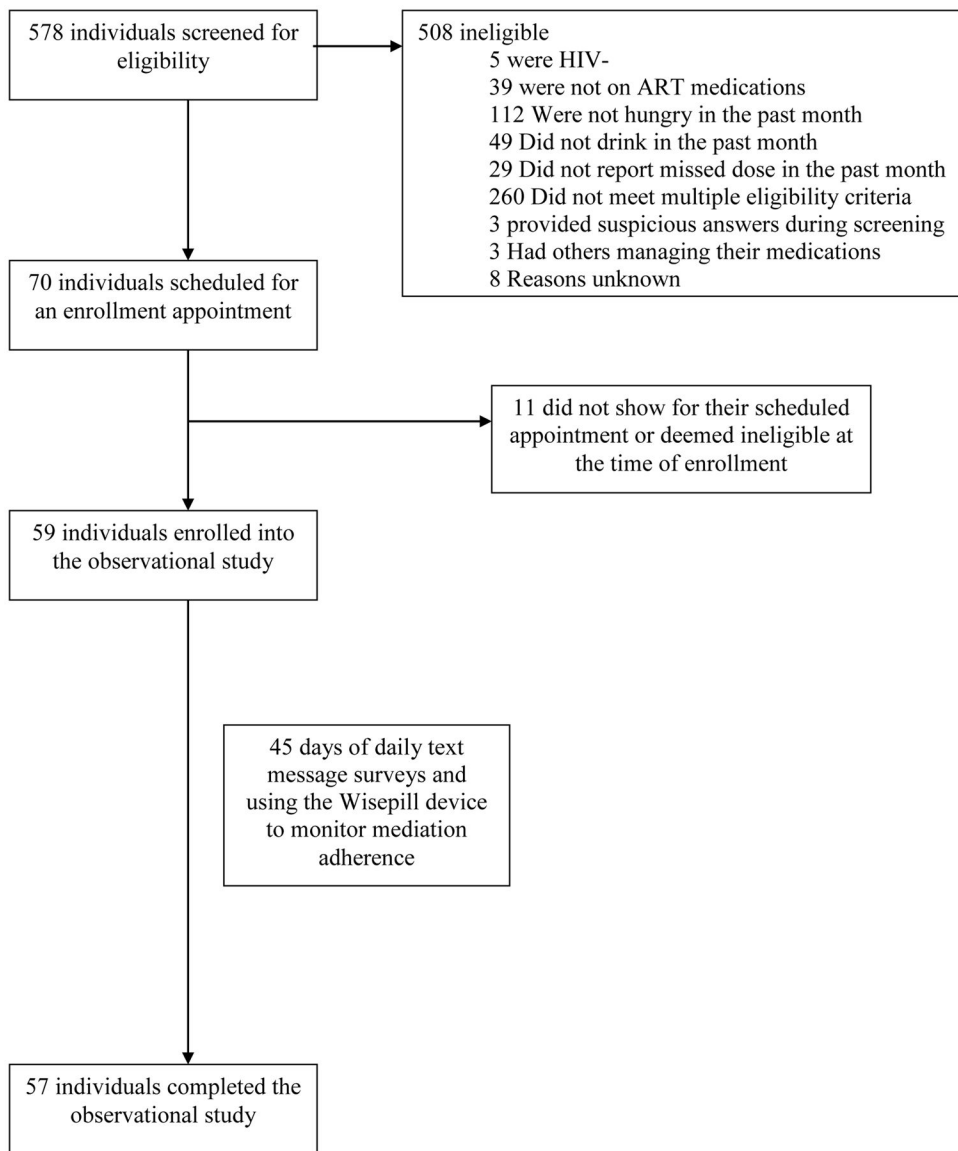 578 individuals screened for
eligibility
508 ineligible
5 were HIV-
39 were not on ART medications
112 Were not hungry in the past month
49 Did not drink in the past month
29 Did not report missed dose in the past month
260 Did not meet multiple eligibility criteria
3 provided suspicious answers during screening
3 Had others managing their medications
8 Reasons unknown
70 individuals scheduled for
an enrollment appointment
11 did not show for their scheduled
appointment or deemed ineligible at
the time of enrollment
59 individuals enrolled into
the observational study
45 days of daily text
message surveys and
using the Wisepill device
to monitor mediation
adherence
57 individuals completed the
observational study